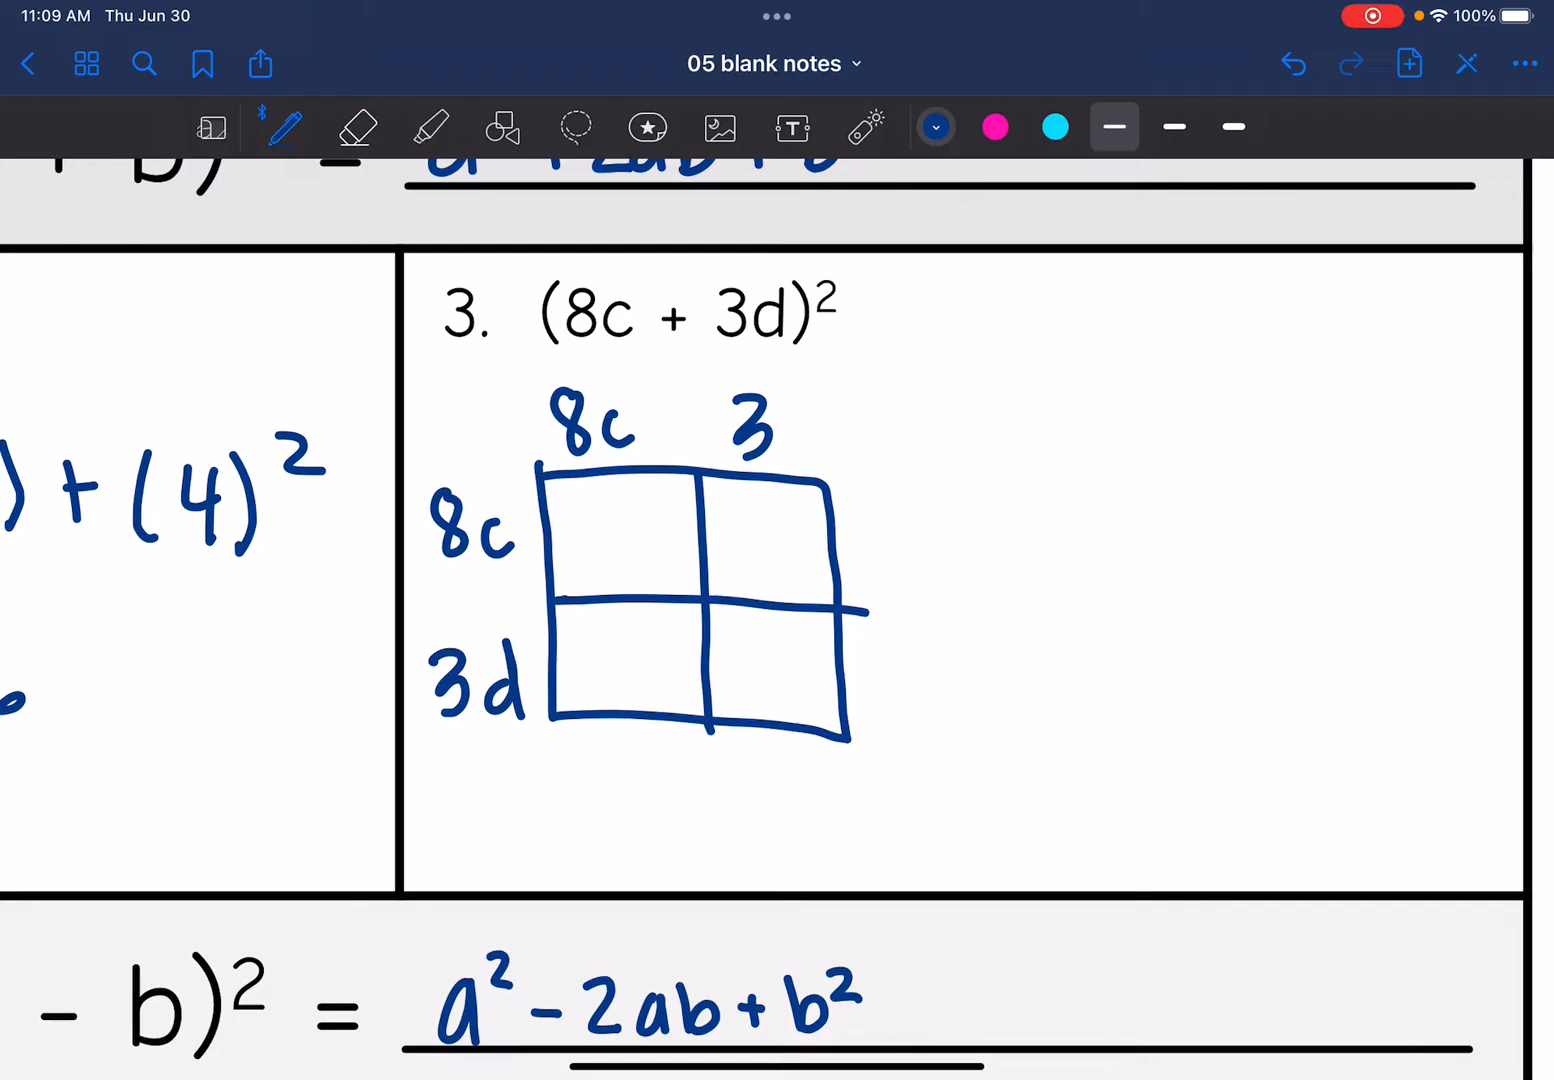 11:09 AM Thu Jun 30 100%
05 blank notes
T
+ b) = a + 2ab + b
3. (8c + 3d)²
8c 3
) + (4)²
8c
3d
- b)² = a² - 2ab + b²